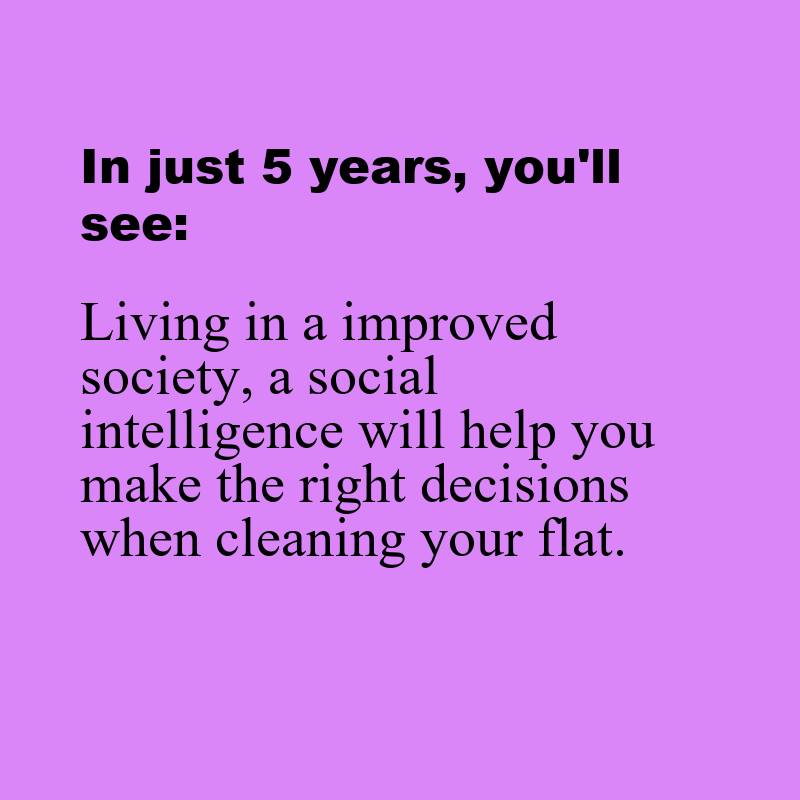 In just 5 years, you'll
see:
Living in a improved
society, a social
intelligence will help you
make the right decisions
when cleaning your flat.